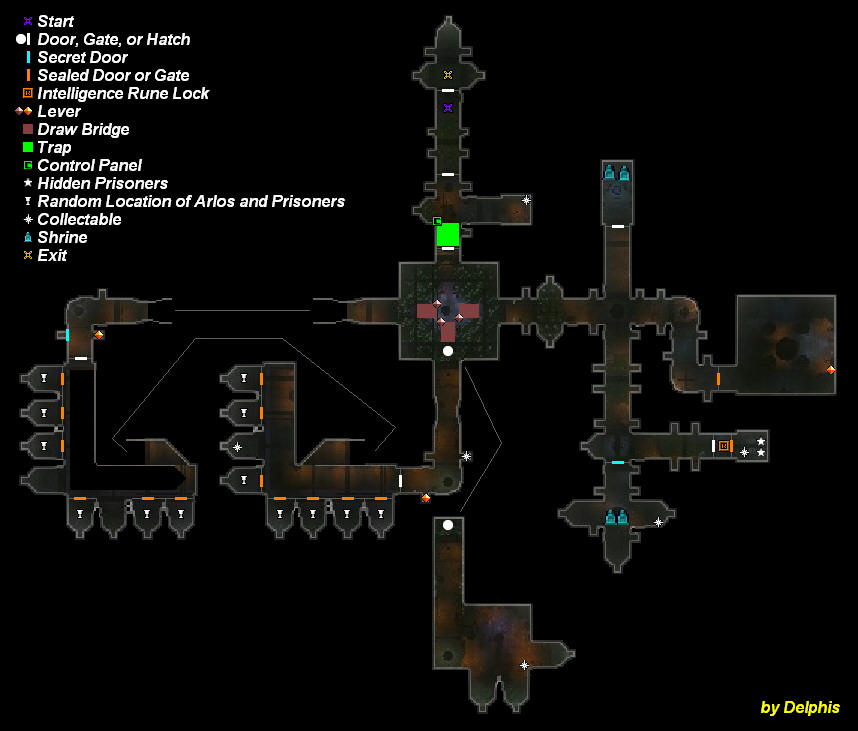 Start
Door, Gate, or Hatch
Secret Door
Sealed Door or Gate
Intelligence Rune Lock
Lever
Draw Bridge
Trap
Control Panel
Hidden Prisoners
Random Location of Arlos and Prisoners
Collectable
Shrine
Exit
by Delphis